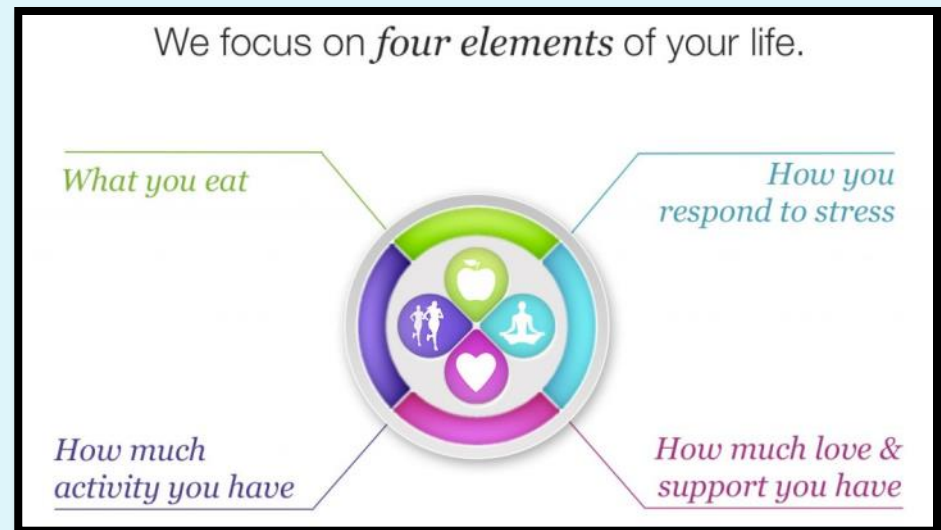 We focus on four elements of your life.
What you eat
How you
respond to stress
How much
activity you have
How much love &
support you have